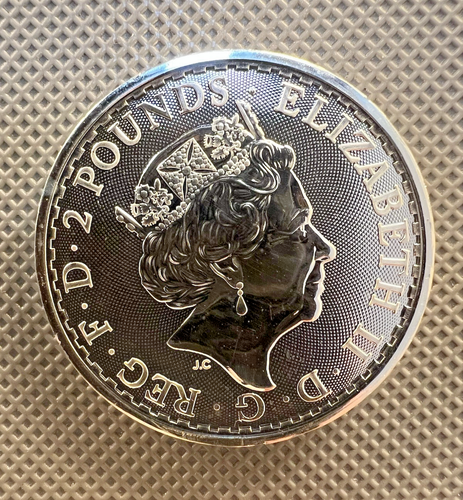 ELIZABETH II · D · G · REG · F · D · 2 POUNDS ·
J.C